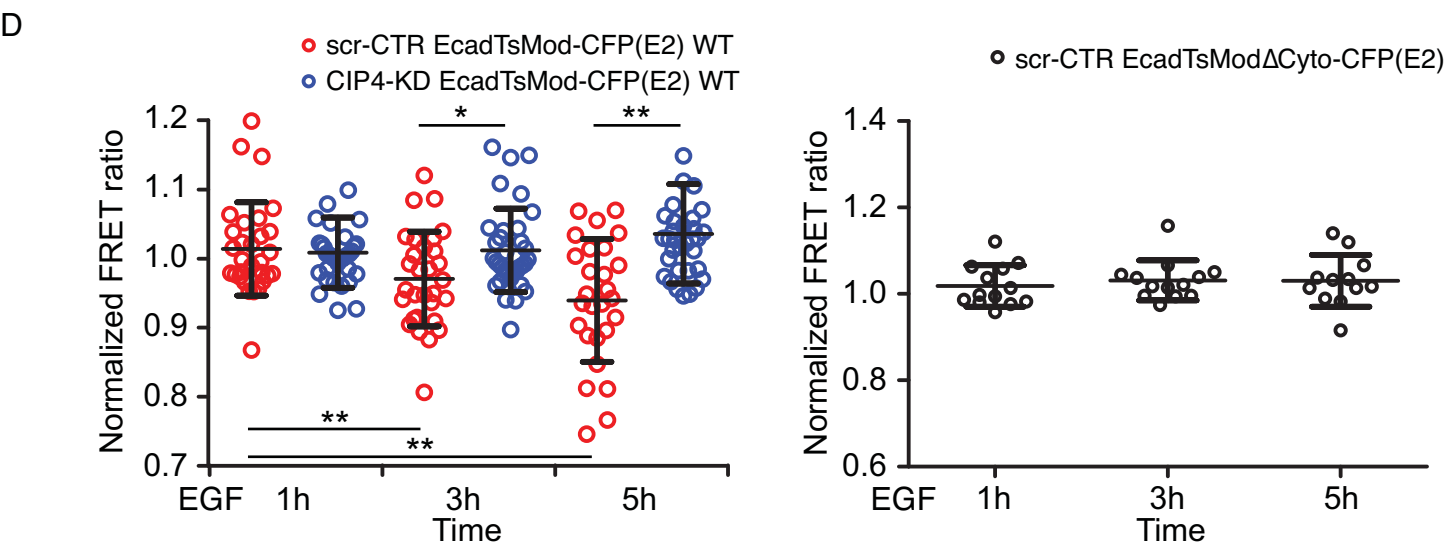 D
scr-CTR EcadTsMod-CFP(E2) WT
CIP4-KD EcadTsMod-CFP(E2) WT
Normalized FRET ratio
1.2
1.1
1.0
0.9
0.8
0.7
*
**
**
**
EGF 1h 3h 5h
Time
scr-CTR EcadTsModΔCyto-CFP(E2)
Normalized FRET ratio
1.4
1.2
1.0
0.8
0.6
EGF 1h 3h 5h
Time